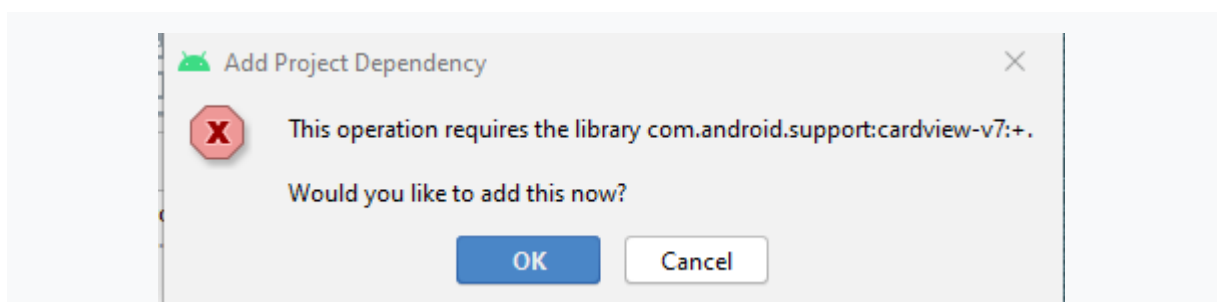 Add Project Dependency
This operation requires the library com.android.support:cardview-v7:+.
Would you like to add this now?
OK
Cancel